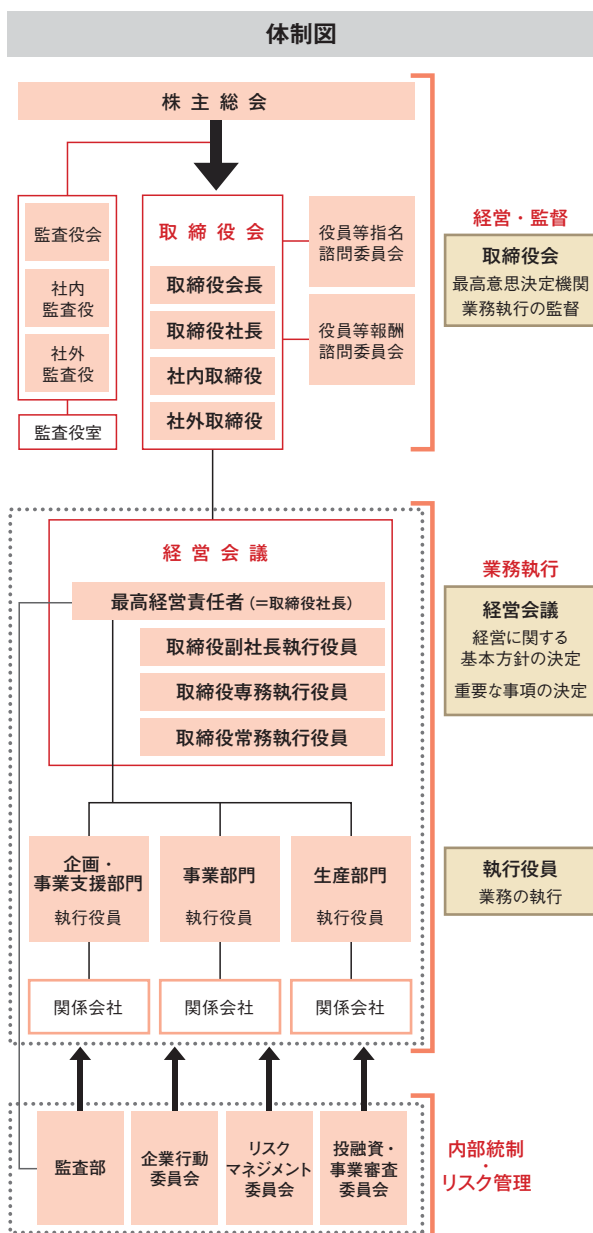 体制図
株主総会
監査役会
社内
監査役
社外
監査役
監査役室
取締役会
取締役会長
取締役社長
社内取締役
社外取締役
役員等指名
諮問委員会
役員等報酬
諮問委員会
経営・監督
取締役会
最高意思決定機関
業務執行の監督
経営会議
最高経営責任者（＝取締役社長）
取締役副社長執行役員
取締役専務執行役員
取締役常務執行役員
業務執行
経営会議
経営に関する
基本方針の決定
重要な事項の決定
企画・
事業支援部門
執行役員
事業部門
執行役員
生産部門
執行役員
執行役員
業務の執行
関係会社
関係会社
関係会社
監査部
企業行動
委員会
リスク
マネジメント
委員会
投融資・
事業審査
委員会
内部統制
・
リスク管理